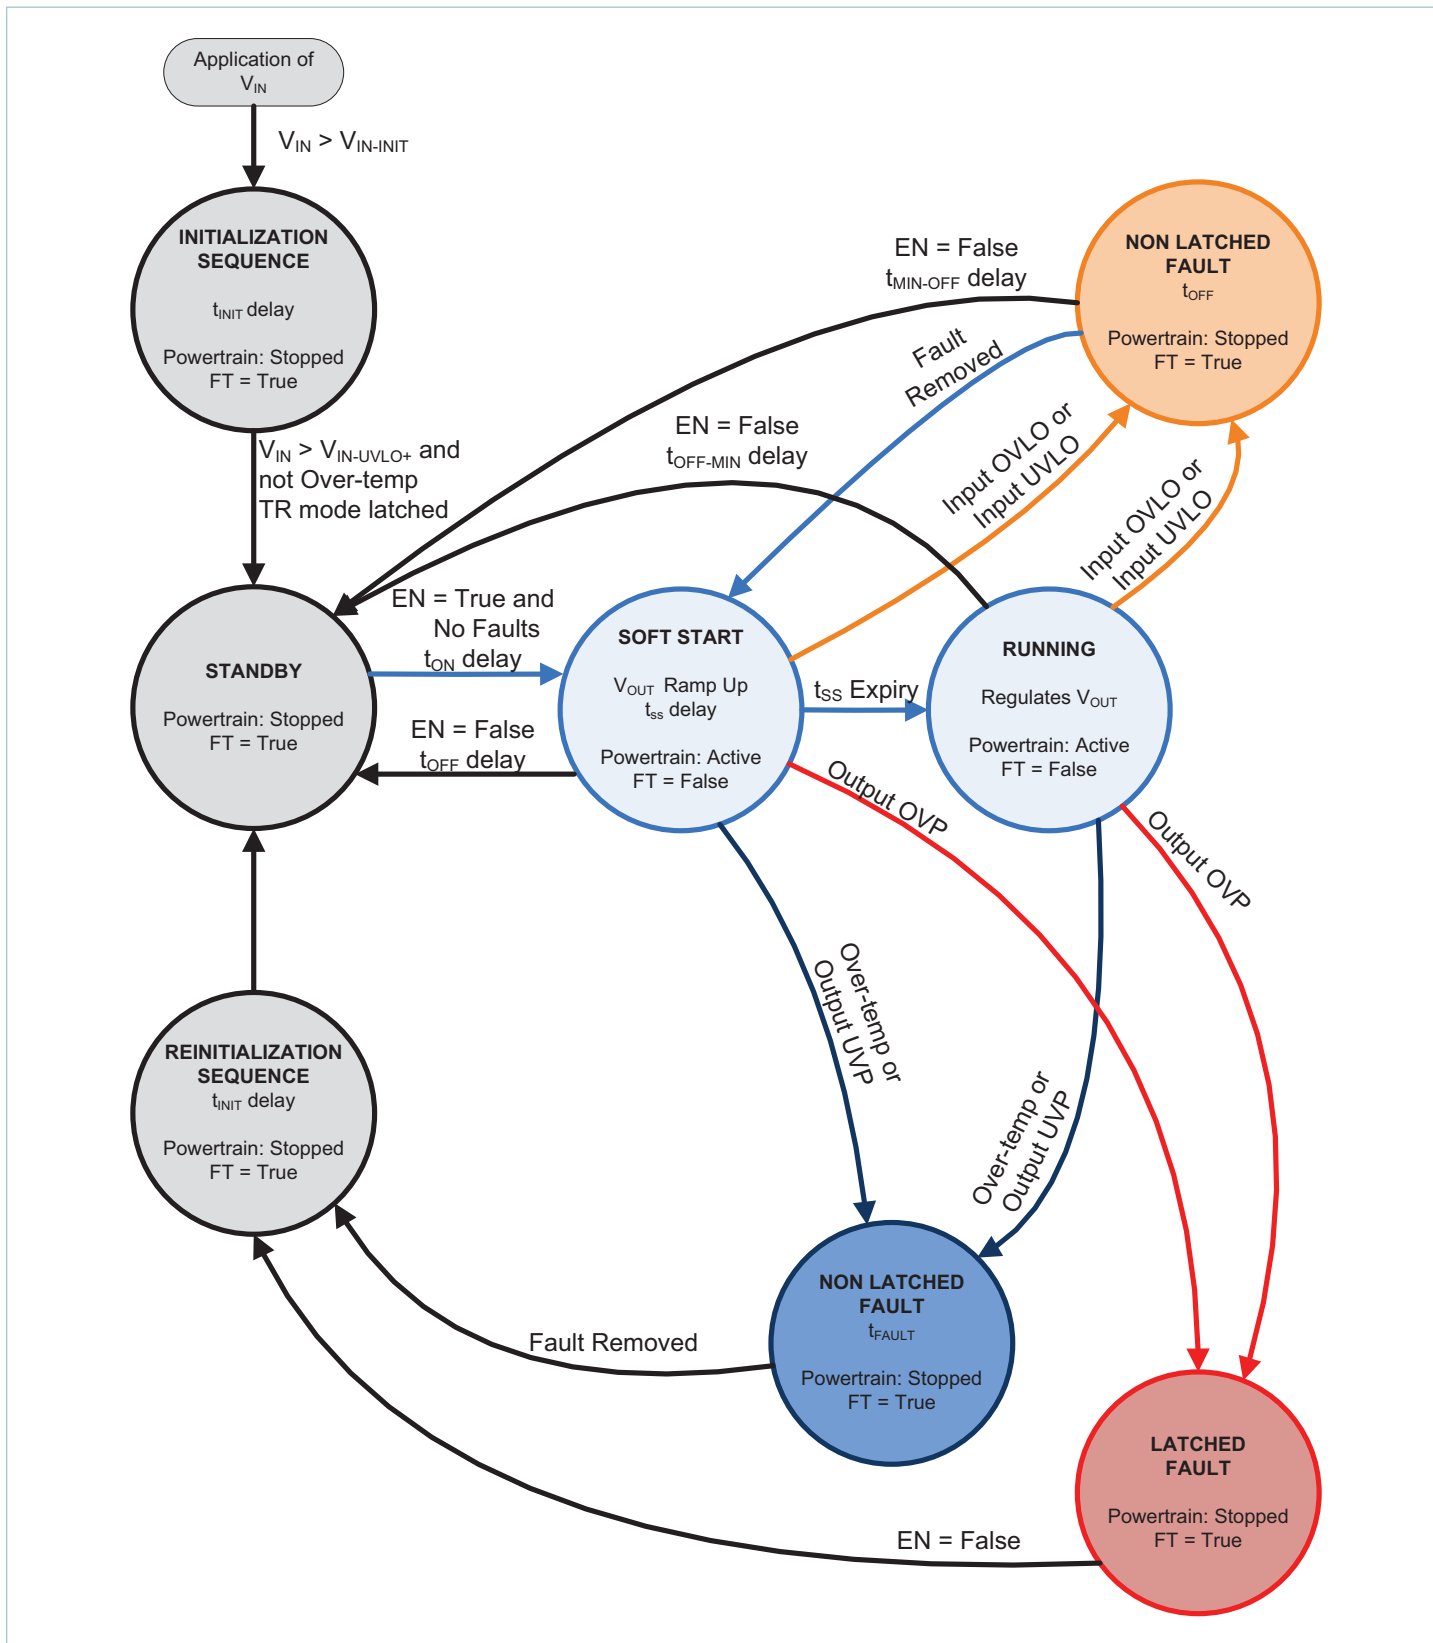 Application of
VIN
VIN > VIN-INIT
INITIALIZATION
SEQUENCE
tINIT delay
Powertrain: Stopped
FT = True
VIN > VIN-UVLO+ and
not Over-temp
TR mode latched
EN = False
tMIN-OFF delay
NON LATCHED
FAULT
tOFF
Powertrain: Stopped
FT = True
Fault
Removed
EN = False
tOFF-MIN delay
Input OVLO or
Input UVLO
Input OVLO or
Input UVLO
STANDBY
Powertrain: Stopped
FT = True
EN = True and
No Faults
tON delay
EN = False
tOFF delay
SOFT START
VOUT Ramp Up
tss delay
Powertrain: Active
FT = False
tSS Expiry
RUNNING
Regulates VOUT
Powertrain: Active
FT = False
Output OVP
Output OVP
Over-temp or
Output UVP
Over-temp or
Output UVP
REINITIALIZATION
SEQUENCE
tINIT delay
Powertrain: Stopped
FT = True
Fault Removed
NON LATCHED
FAULT
tFAULT
Powertrain: Stopped
FT = True
EN = False
LATCHED
FAULT
Powertrain: Stopped
FT = True